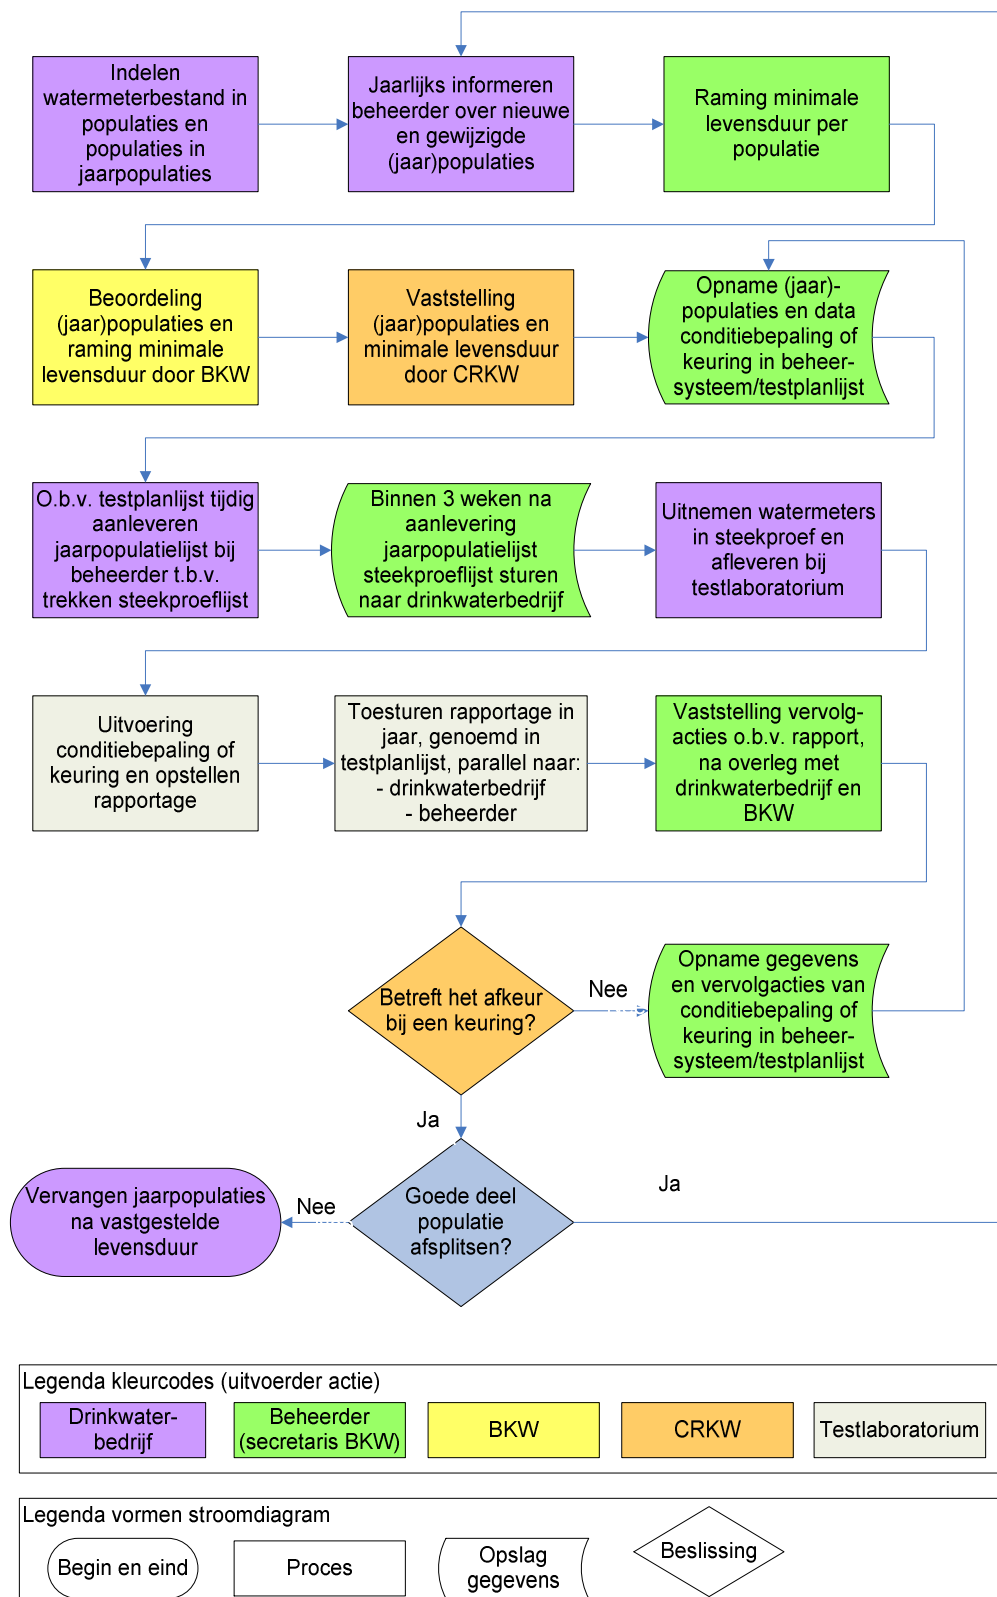 Indelen
watermeterbestand in
populaties en
populaties in
jaarpopulaties
Jaarlijks informeren
beheerder over nieuwe
en gewijzigde
(jaar)populaties
Raming minimale
levensduur per
populatie
Beoordeling
(jaar)populaties en
raming minimale
levensduur door BKW
Vaststelling
(jaar)populaties en
minimale levensduur
door CRKW
Opname (jaar)-
populaties en data
conditiebepaling of
keuring in beheer-
systeem/testplanlijst
O.b.v. testplanlijst tijdig
aanleveren
jaarpopulatielijst bij
beheerder t.b.v.
trekken steekproeflijst
Binnen 3 weken na
aanlevering
jaarpopulatielijst
steekproeflijst sturen
naar drinkwaterbedrijf
Uitnemen watermeters
in steekproef en
afleveren bij
testlaboratorium
Uitvoering
conditiebepaling of
keuring en opstellen
rapportage
Toesturen rapportage in
jaar, genoemd in
testplanlijst, parallel naar:
- drinkwaterbedrijf
- beheerder
Vaststelling vervolg-
acties o.b.v. rapport,
na overleg met
drinkwaterbedrijf en
BKW
Betreft het afkeur
bij een keuring?
Nee
Opname gegevens
en vervolgacties van
conditiebepaling of
keuring in beheer-
systeem/testplanlijst
Ja
Goede deel
populatie
afsplitsen?
Ja
Nee
Vervangen jaarpopulaties
na vastgestelde
levensduur
Legenda kleurcodes (uitvoerder actie)
Drinkwater-
bedrijf
Beheerder
(secretaris BKW)
BKW
CRKW
Testlaboratorium
Legenda vormen stroomdiagram
Begin en eind
Proces
Opslag
gegevens
Beslissing